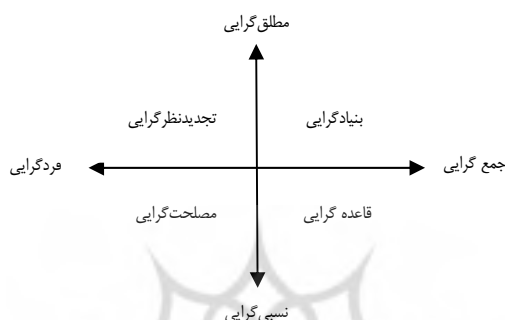 مطلق‌گرایی
تجدیدنظرگرایی بنیادگرایی
فردگرایی جمع گرایی
مصلحت‌گرایی قاعده گرایی
نسبی‌گرایی